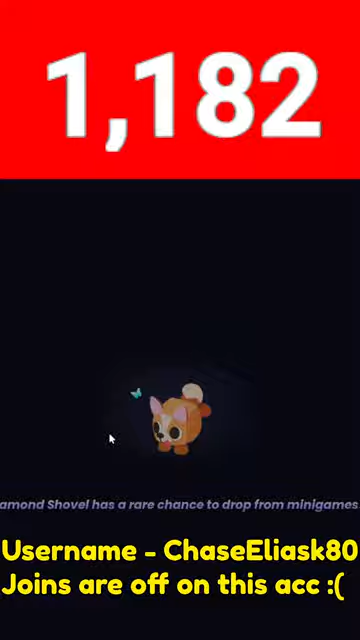 1,182
amond Shovel has a rare chance to drop from minigames.
Username - ChaseEliask80
Joins are off on this acc :(